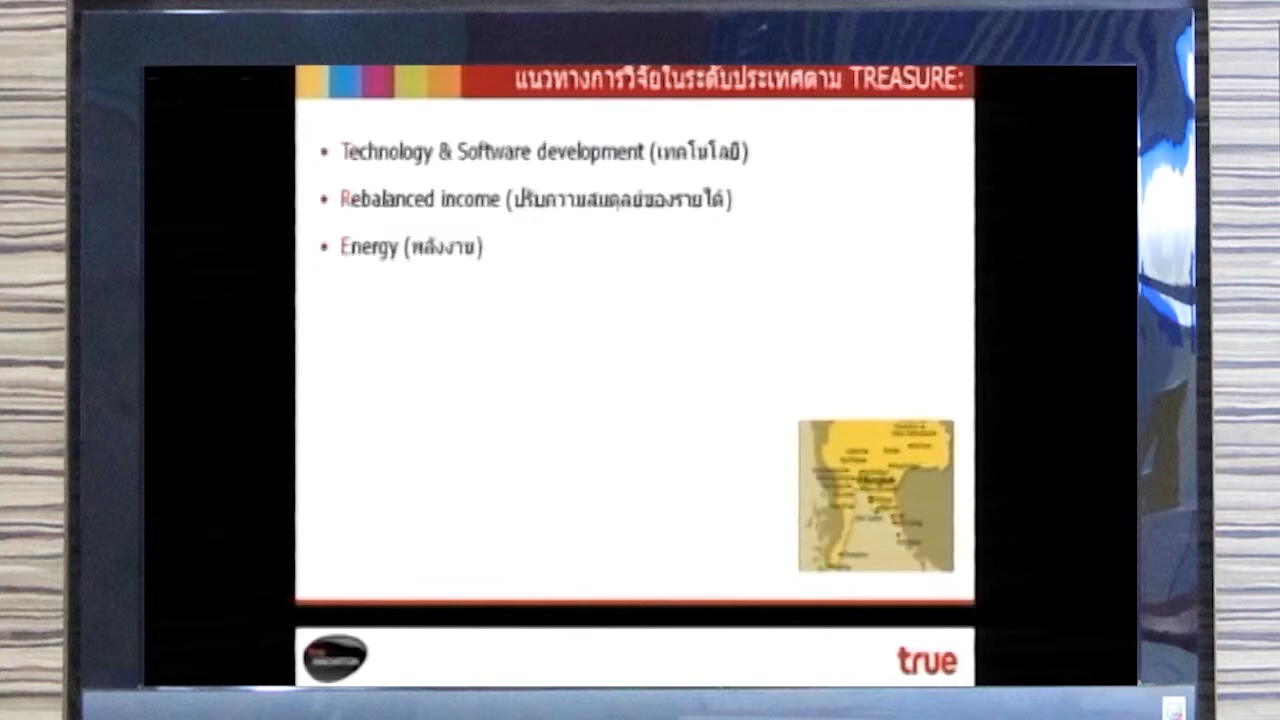 แนวทางการวิจัยในระดับประเทศตาม TREASURE:
• Technology & Software development (เทคโนโลยี)
• Rebalanced income (ปรับความสมดุลย์ของรายได้)
• Energy (พลังงาน)
true